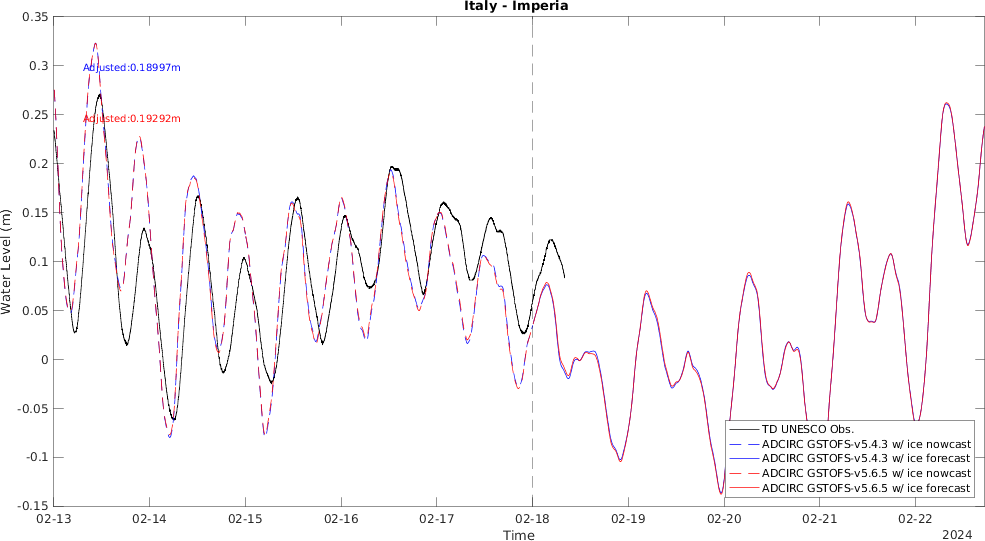 Italy - Imperia
Adjusted:0.18997m
Adjusted:0.19292m
Water Level (m)
0.35
0.3
0.25
0.2
0.15
0.1
0.05
0
-0.05
-0.1
-0.15
TD UNESCO Obs.
ADCIRC GSTOFS-v5.4.3 w/ ice nowcast
ADCIRC GSTOFS-v5.4.3 w/ ice forecast
ADCIRC GSTOFS-v5.6.5 w/ ice nowcast
ADCIRC GSTOFS-v5.6.5 w/ ice forecast
02-13 02-14 02-15 02-16 02-17 02-18 02-19 02-20 02-21 02-22
Time
2024